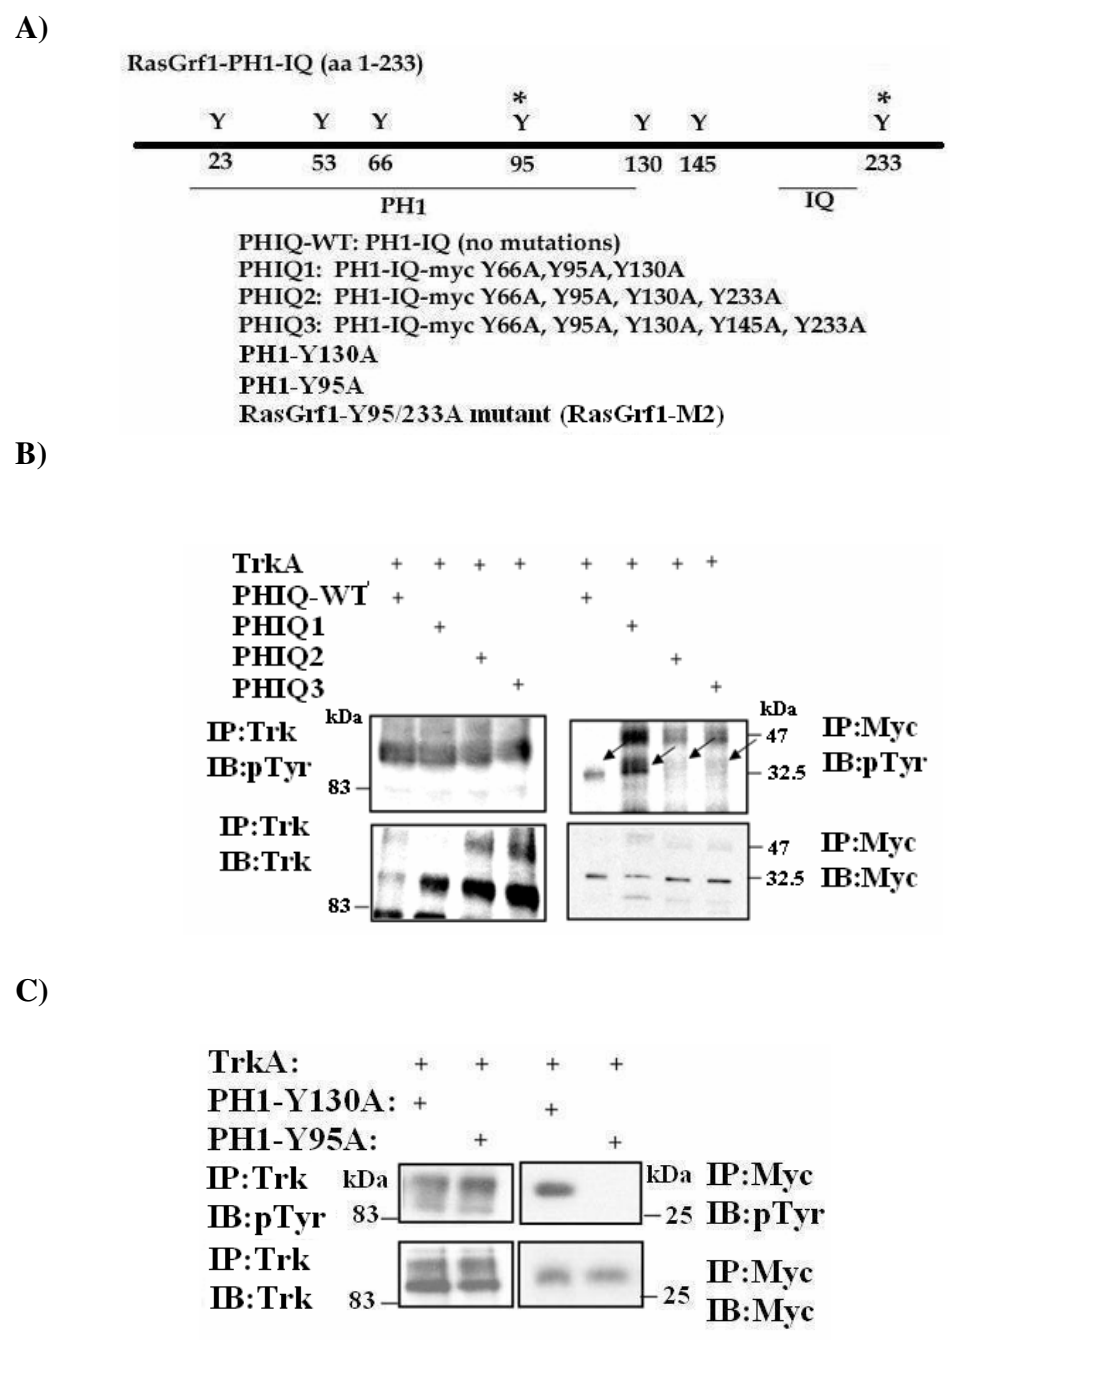 A)
RasGrf1-PH1-IQ (aa 1-233)
* *
Y Y Y Y Y Y Y
23 53 66 95 130 145 233
PH1 IQ
PHIQ-WT: PH1-IQ (no mutations)
PHIQ1: PH1-IQ-myc Y66A,Y95A,Y130A
PHIQ2: PH1-IQ-myc Y66A, Y95A, Y130A, Y233A
PHIQ3: PH1-IQ-myc Y66A, Y95A, Y130A, Y145A, Y233A
PH1-Y130A
PH1-Y95A
RasGrf1-Y95/233A mutant (RasGrf1-M2)
B)
TrkA + + + + + + + +
PHIQ-WT + +
PHIQ1 + +
PHIQ2 + +
PHIQ3 + +
kDa kDa
IP:Trk 47 IP:Myc
IB:pTyr 83 32.5 IB:pTyr
IP:Trk 47 IP:Myc
IB:Trk 83 32.5 IB:Myc
C)
TrkA: + + + +
PH1-Y130A: + +
PH1-Y95A: + +
IP:Trk kDa kDa IP:Myc
IB:pTyr 83 25 IB:pTyr
IP:Trk IP:Myc
IB:Trk 83 25 IB:Myc